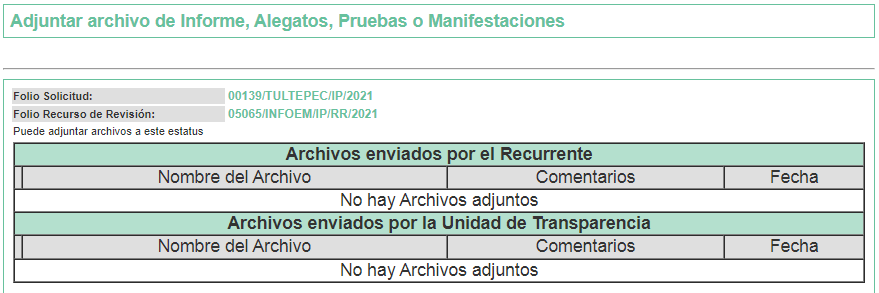 Adjuntar archivo de Informe, Alegatos, Pruebas o Manifestaciones
Folio Solicitud: 00139/TULTEPEC/IP/2021
Folio Recurso de Revisión: 05065/INFOEM/IP/RR/2021
Puede adjuntar archivos a este estatus
Archivos enviados por el Recurrente
Nombre del Archivo Comentarios Fecha
No hay Archivos adjuntos
Archivos enviados por la Unidad de Transparencia
Nombre del Archivo Comentarios Fecha
No hay Archivos adjuntos